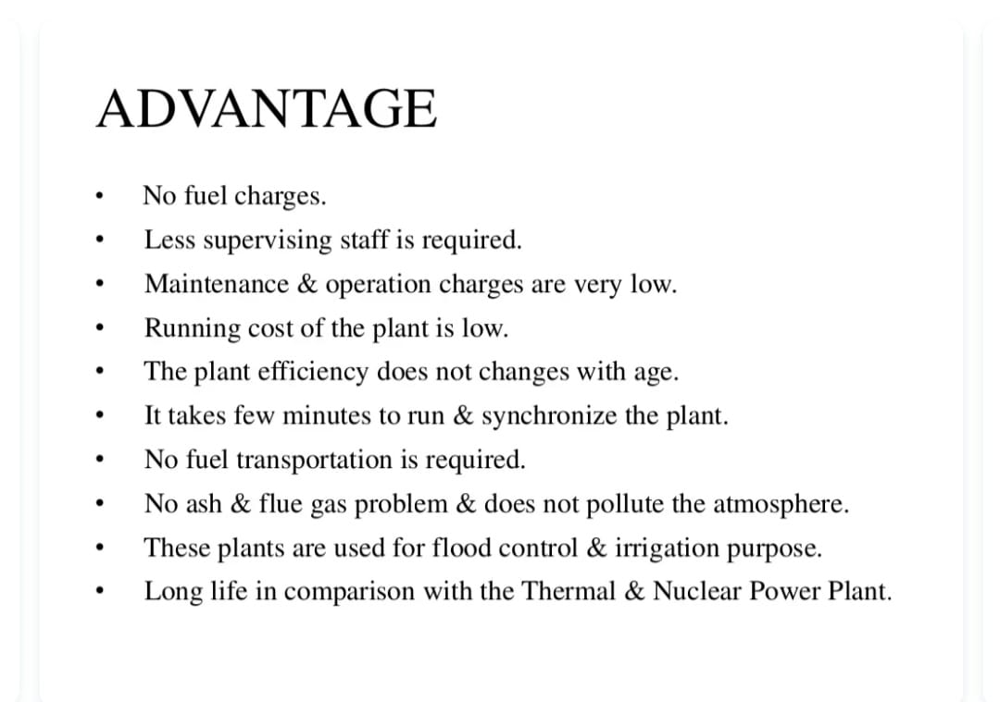 ADVANTAGE
• No fuel charges.
• Less supervising staff is required.
• Maintenance & operation charges are very low.
• Running cost of the plant is low.
• The plant efficiency does not changes with age.
• It takes few minutes to run & synchronize the plant.
• No fuel transportation is required.
• No ash & flue gas problem & does not pollute the atmosphere.
• These plants are used for flood control & irrigation purpose.
• Long life in comparison with the Thermal & Nuclear Power Plant.